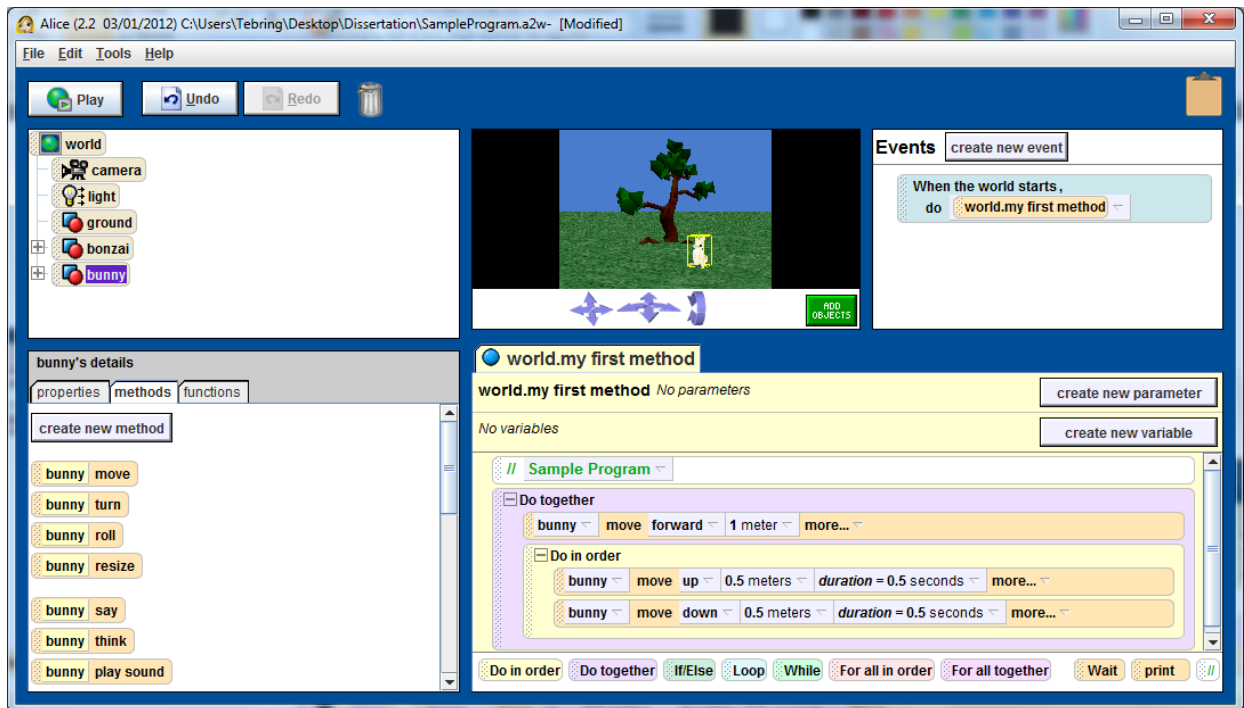 Alice (2.2 03/01/2012) C:\Users\Tebring\Desktop\Dissertation\SampleProgram.a2w- [Modified]
File Edit Tools Help
Play Undo Redo
world
camera
light
ground
bonzai
bunny
ADD
OBJECTS
Events create new event
When the world starts,
do world.my first method
bunny's details
properties methods functions
create new method
bunny move
bunny turn
bunny roll
bunny resize
bunny say
bunny think
bunny play sound
world.my first method
world.my first method No parameters create new parameter
No variables create new variable
// Sample Program
Do together
bunny move forward 1 meter more...
Do in order
bunny move up 0.5 meters duration = 0.5 seconds more...
bunny move down 0.5 meters duration = 0.5 seconds more...
Do in order Do together If/Else Loop While For all in order For all together Wait print //